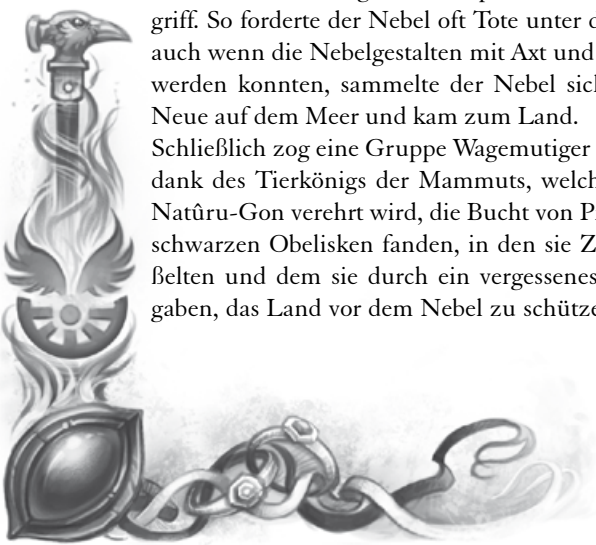 griff. So forderte der Nebel oft Tote unter
auch wenn die Nebelgestalten mit Axt und
werden konnten, sammelte der Nebel sich
Neue auf dem Meer und kam zum Land.
Schließlich zog eine Gruppe Wagemutiger
dank des Tierkönigs der Mammuts, welch
Natûru-Gon verehrt wird, die Bucht von P
schwarzen Obelisken fanden, in den sie Z
ßelten und dem sie durch ein vergessenes
gaben, das Land vor dem Nebel zu schütze